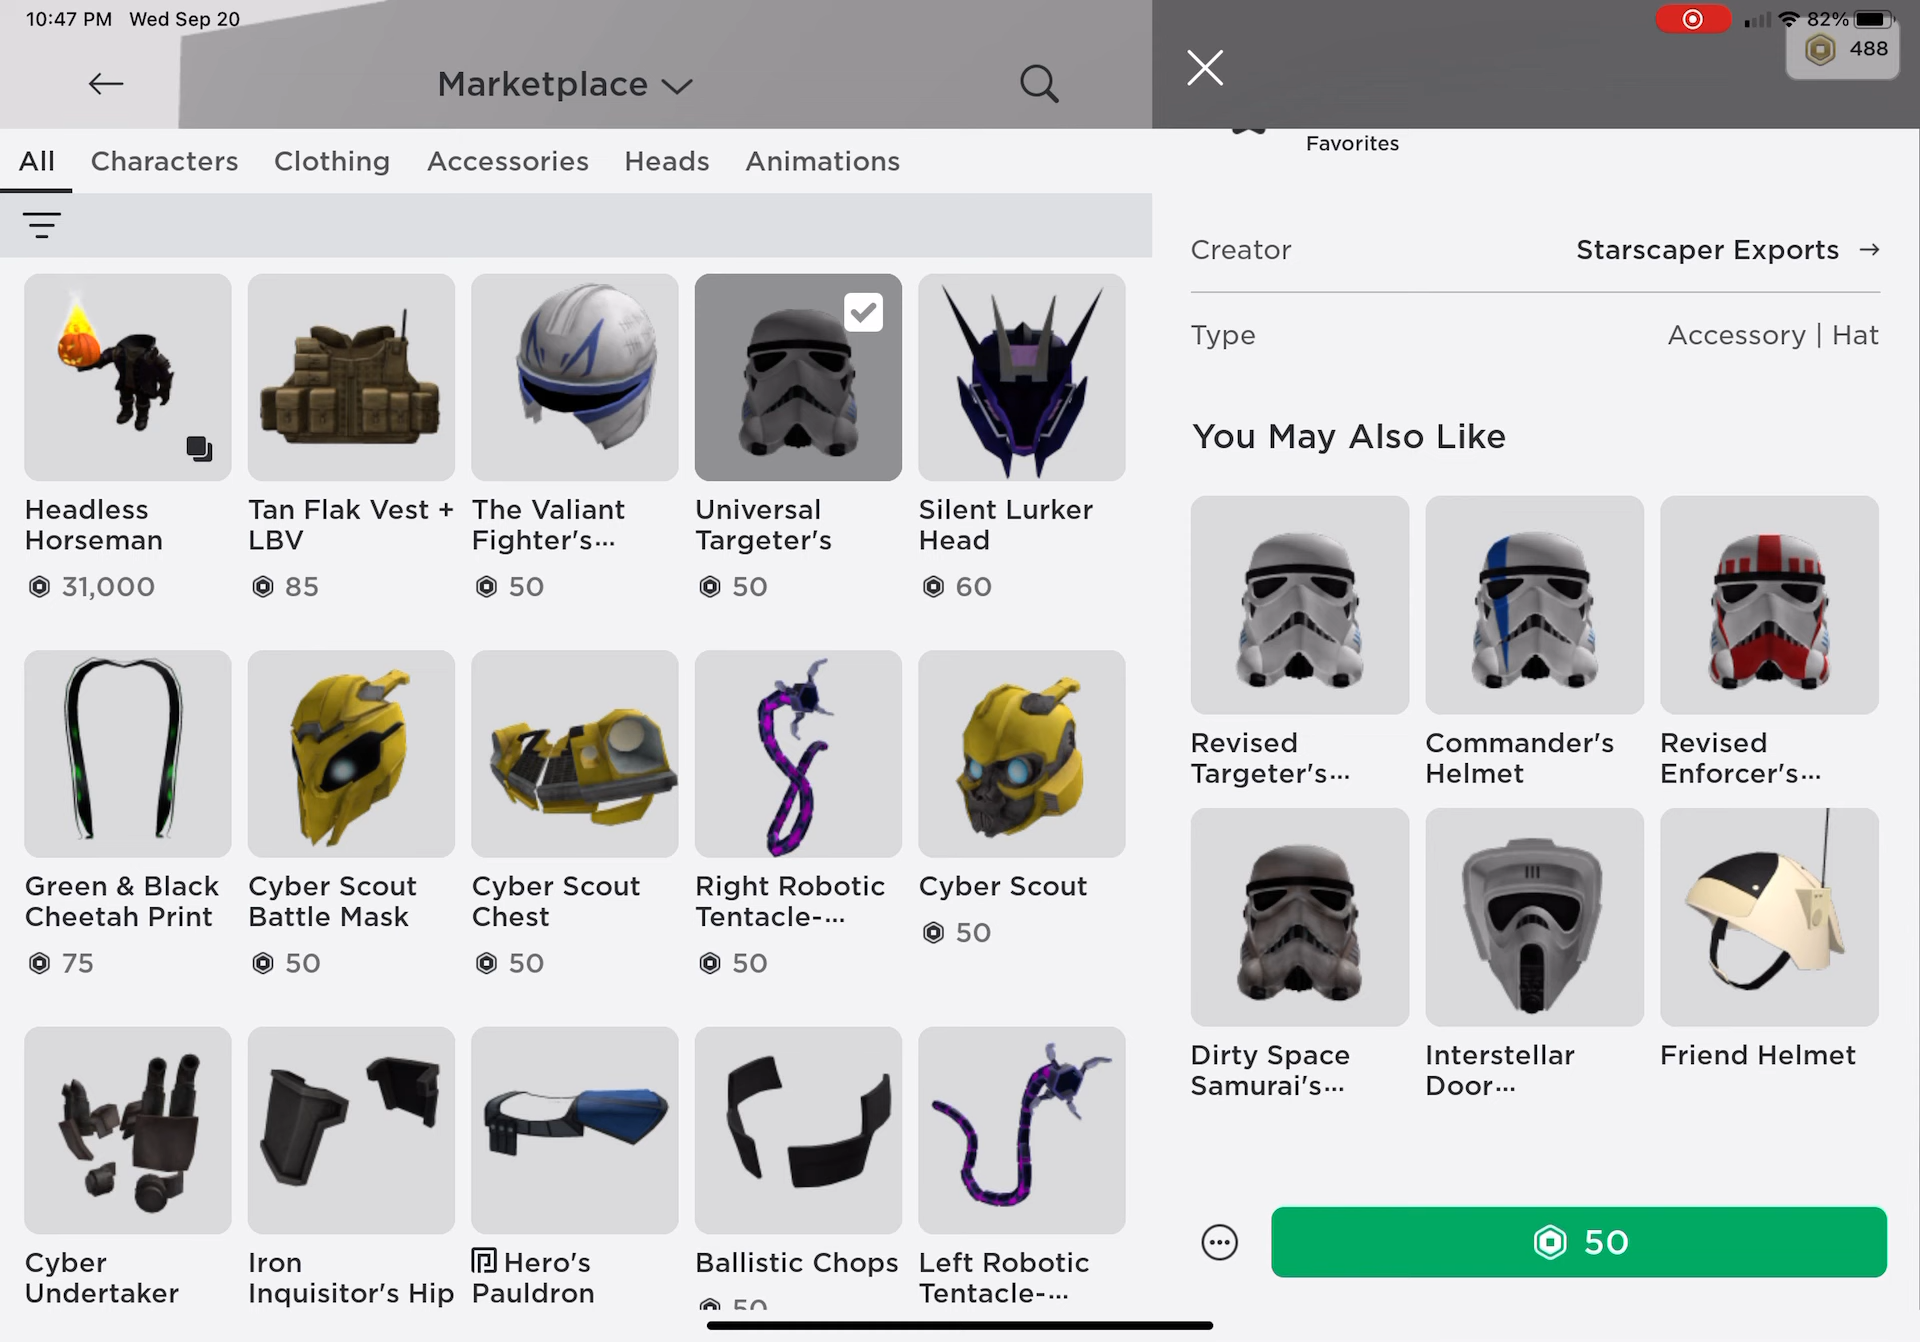 10:47 PM Wed Sep 20
82%
488
Marketplace
All Characters Clothing Accessories Heads Animations
Headless
Horseman
31,000
Tan Flak Vest +
LBV
85
The Valiant
Fighter's...
50
Universal
Targeter's
50
Silent Lurker
Head
60
Green & Black
Cheetah Print
75
Cyber Scout
Battle Mask
50
Cyber Scout
Chest
50
Right Robotic
Tentacle-...
50
Cyber Scout
50
Cyber
Undertaker
Iron
Inquisitor's Hip
Hero's
Pauldron
Ballistic Chops
50
Left Robotic
Tentacle-...
Favorites
Creator Starscaper Exports →
Type Accessory | Hat
You May Also Like
Revised
Targeter's...
Commander's
Helmet
Revised
Enforcer's...
Dirty Space
Samurai's...
Interstellar
Door...
Friend Helmet
50